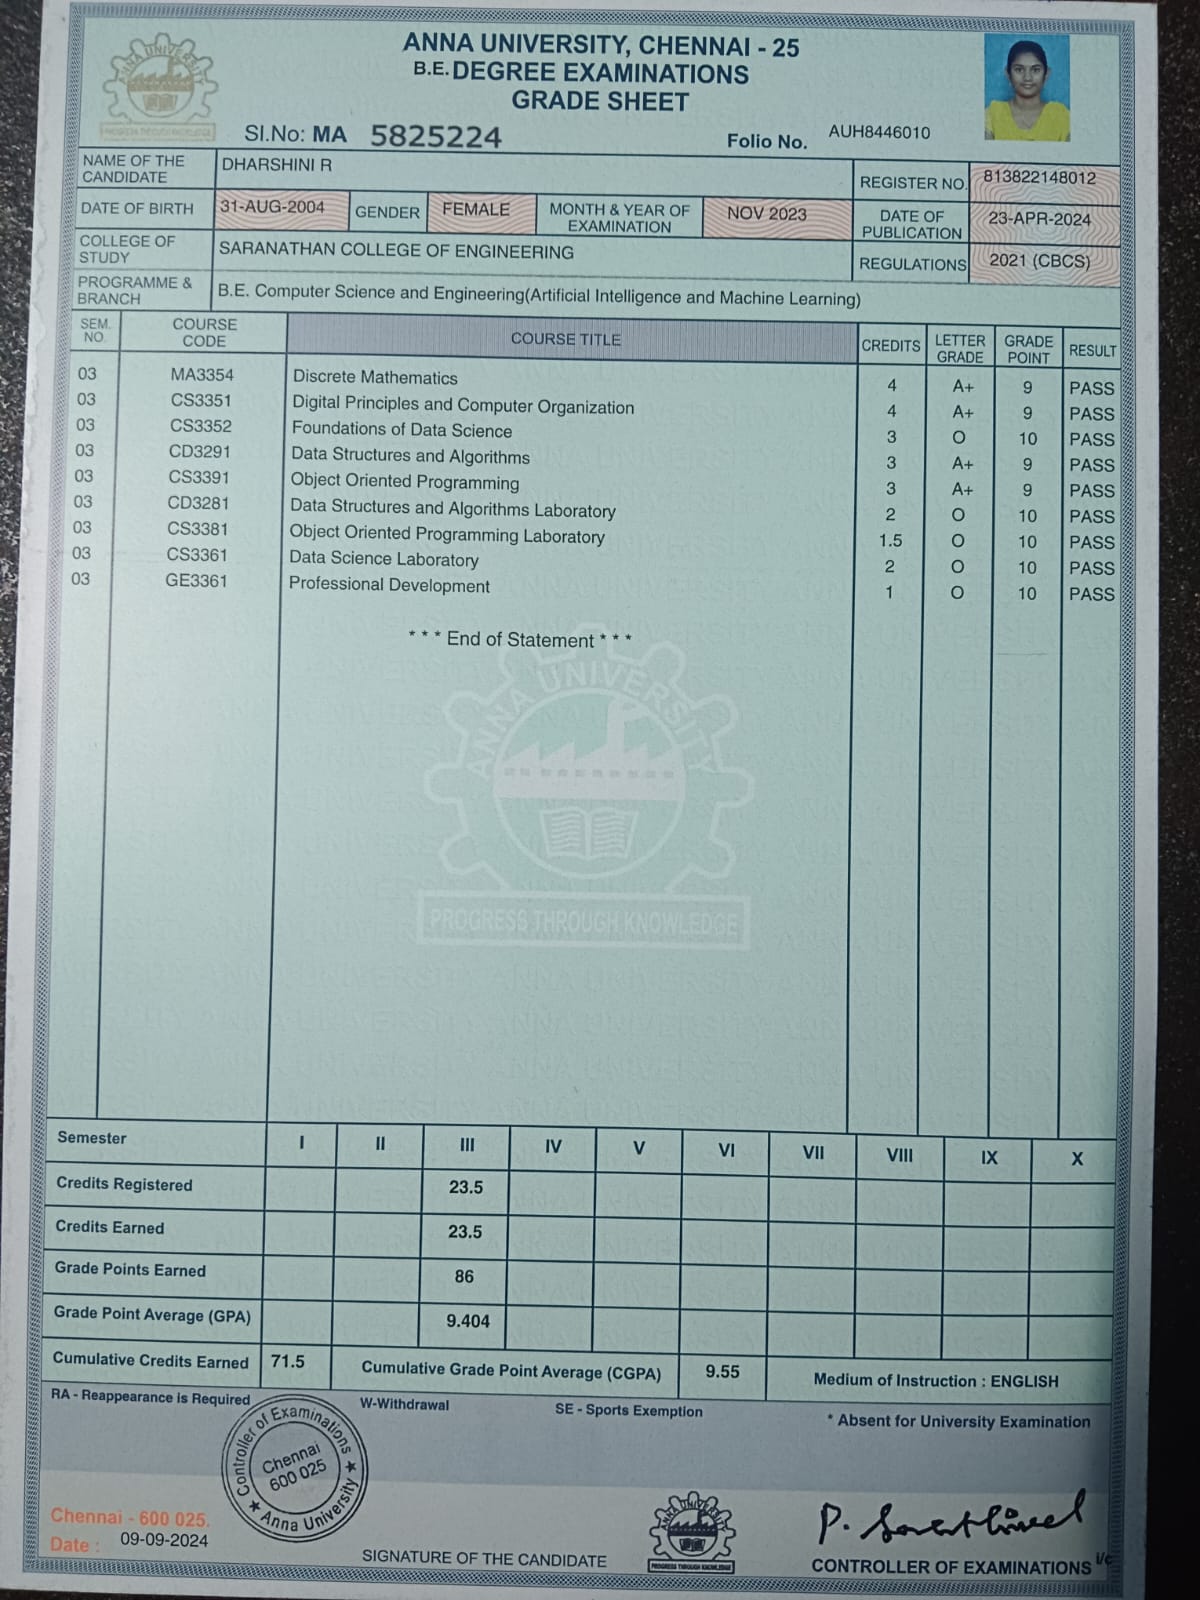 ANNA UNIVERSITY
PROGRESS THROUGH KNOWLEDGE
ANNA UNIVERSITY, CHENNAI - 25
B.E. DEGREE EXAMINATIONS
GRADE SHEET
Sl.No: MA 5825224
Folio No. AUH8446010
NAME OF THE CANDIDATE DHARSHINI R
REGISTER NO. 813822148012
DATE OF BIRTH 31-AUG-2004 GENDER FEMALE MONTH & YEAR OF EXAMINATION NOV 2023 DATE OF PUBLICATION 23-APR-2024
COLLEGE OF STUDY SARANATHAN COLLEGE OF ENGINEERING REGULATIONS 2021 (CBCS)
PROGRAMME & BRANCH B.E. Computer Science and Engineering(Artificial Intelligence and Machine Learning)
SEM. NO. COURSE CODE COURSE TITLE CREDITS LETTER GRADE GRADE POINT RESULT
03 MA3354 Discrete Mathematics 4 A+ 9 PASS
03 CS3351 Digital Principles and Computer Organization 4 A+ 9 PASS
03 CS3352 Foundations of Data Science 3 O 10 PASS
03 CD3291 Data Structures and Algorithms 3 A+ 9 PASS
03 CS3391 Object Oriented Programming 3 A+ 9 PASS
03 CD3281 Data Structures and Algorithms Laboratory 2 O 10 PASS
03 CS3381 Object Oriented Programming Laboratory 1.5 O 10 PASS
03 CS3361 Data Science Laboratory 2 O 10 PASS
03 GE3361 Professional Development 1 O 10 PASS
* * * End of Statement * * *
ANNA UNIVERSITY
PROGRESS THROUGH KNOWLEDGE
Semester I II III IV V VI VII VIII IX X
Credits Registered 23.5
Credits Earned 23.5
Grade Points Earned 86
Grade Point Average (GPA) 9.404
Cumulative Credits Earned 71.5 Cumulative Grade Point Average (CGPA) 9.55 Medium of Instruction : ENGLISH
RA - Reappearance is Required W-Withdrawal SE - Sports Exemption * Absent for University Examination
Controller of Examinations
Chennai
600 025
★ Anna University ★
Chennai - 600 025.
Date : 09-09-2024
SIGNATURE OF THE CANDIDATE
ANNA UNIVERSITY
PROGRESS THROUGH KNOWLEDGE
P.
CONTROLLER OF EXAMINATIONS I/c